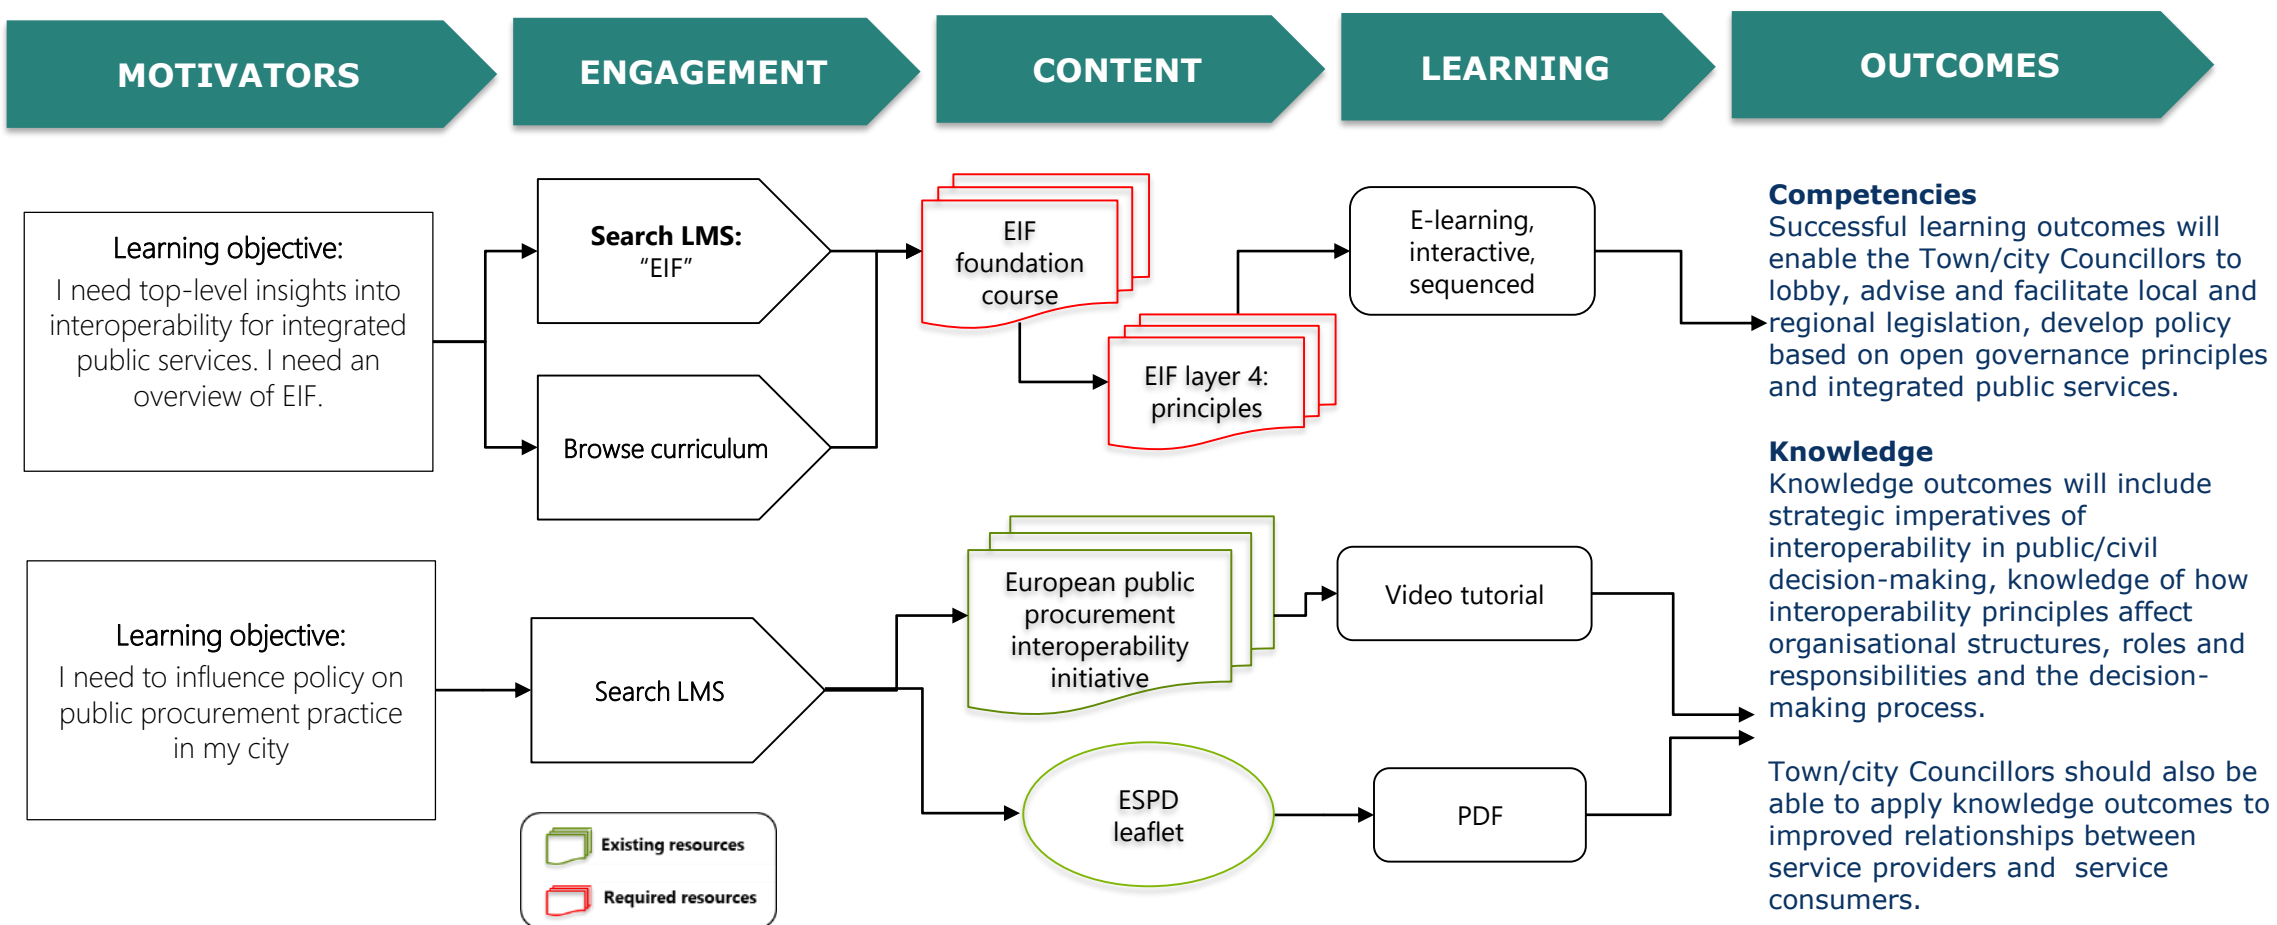 MOTIVATORS
ENGAGEMENT
CONTENT
LEARNING
OUTCOMES
Learning objective:
I need top-level insights into
interoperability for integrated
public services. I need an
overview of EIF.
Search LMS:
“EIF”
Browse curriculum
EIF
foundation
course
EIF layer 4:
principles
E-learning,
interactive,
sequenced
Learning objective:
I need to influence policy on
public procurement practice
in my city
Search LMS
European public
procurement
interoperability
initiative
ESPD
leaflet
Video tutorial
PDF
Existing resources
Required resources
Competencies
Successful learning outcomes will
enable the Town/city Councillors to
lobby, advise and facilitate local and
regional legislation, develop policy
based on open governance principles
and integrated public services.
Knowledge
Knowledge outcomes will include
strategic imperatives of
interoperability in public/civil
decision-making, knowledge of how
interoperability principles affect
organisational structures, roles and
responsibilities and the decision-
making process.
Town/city Councillors should also be
able to apply knowledge outcomes to
improved relationships between
service providers and  service
consumers.